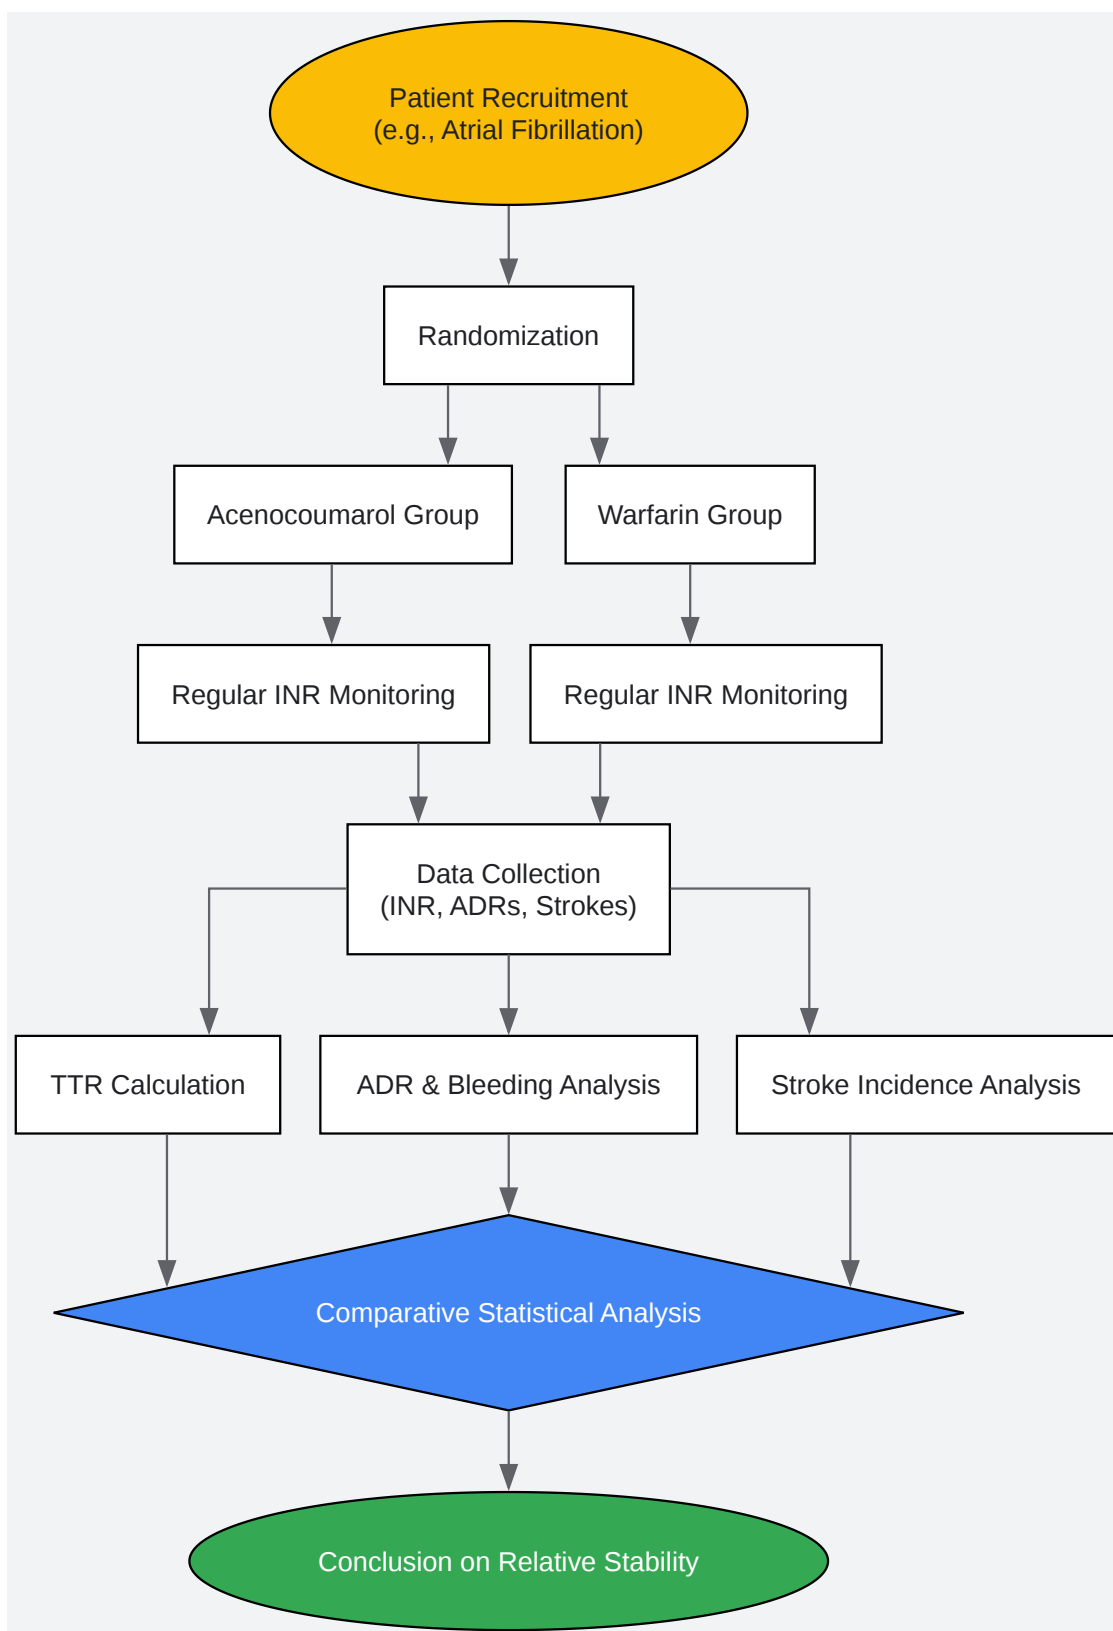 Patient Recruitment
(e.g., Atrial Fibrillation)
Randomization
Acenocoumarol Group
Warfarin Group
Regular INR Monitoring
Regular INR Monitoring
Data Collection
(INR, ADRs, Strokes)
TTR Calculation
ADR & Bleeding Analysis
Stroke Incidence Analysis
Comparative Statistical Analysis
Conclusion on Relative Stability